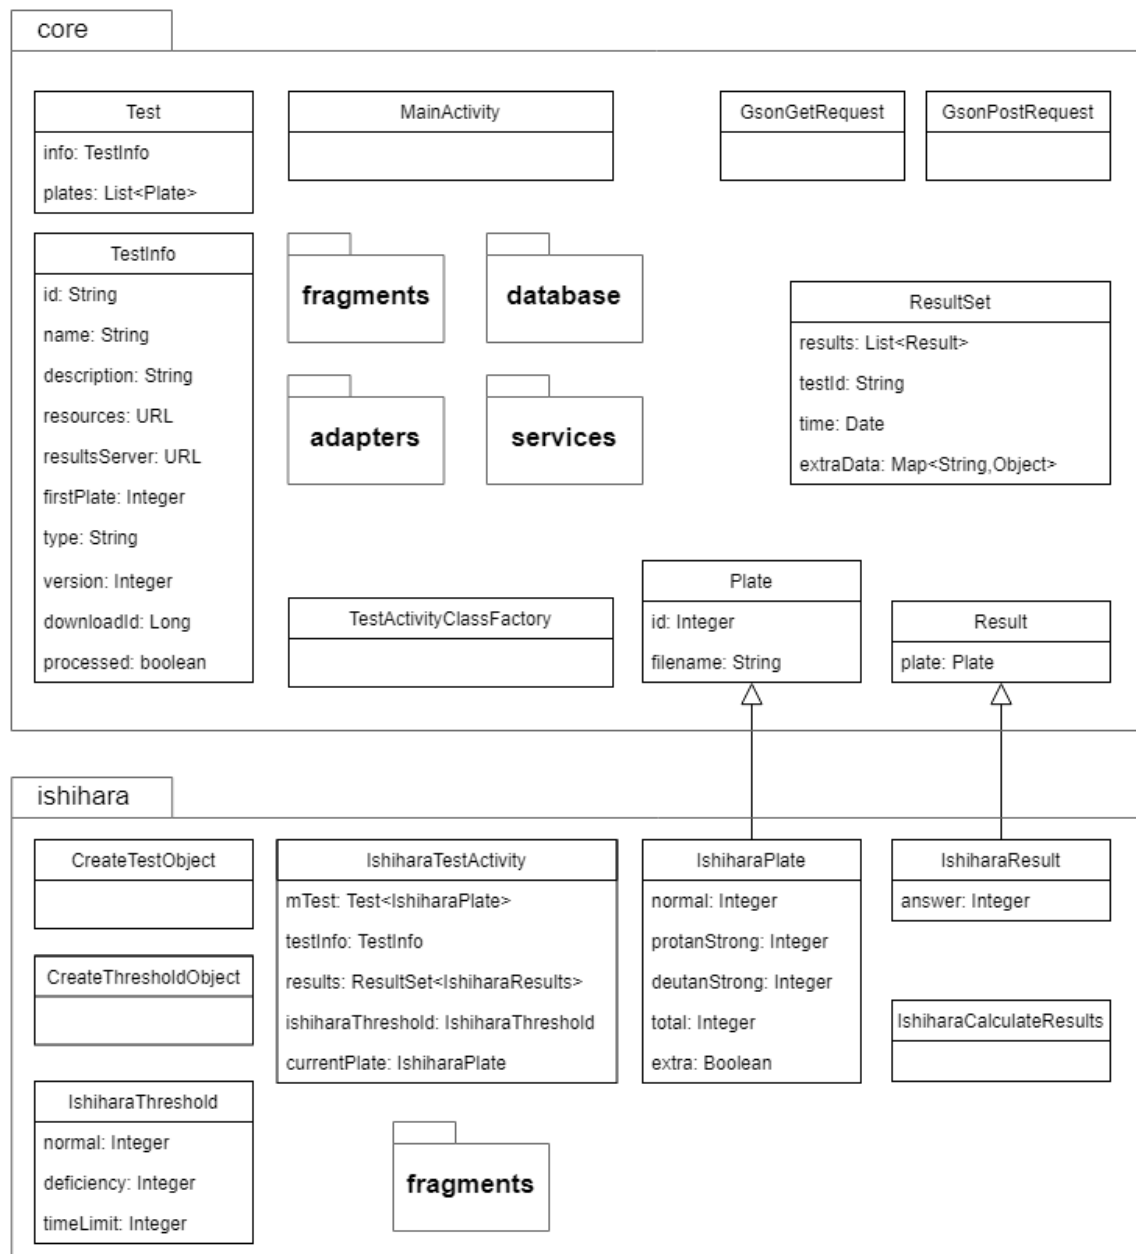 core
Test
info: TestInfo
plates: List<Plate>
MainActivity
GsonGetRequest
GsonPostRequest
TestInfo
id: String
name: String
description: String
resources: URL
resultsServer: URL
firstPlate: Integer
type: String
version: Integer
downloadId: Long
processed: boolean
fragments
database
adapters
services
ResultSet
results: List<Result>
testId: String
time: Date
extraData: Map<String,Object>
TestActivityClassFactory
Plate
id: Integer
filename: String
Result
plate: Plate
ishihara
CreateTestObject
CreateThresholdObject
IshiharaThreshold
normal: Integer
deficiency: Integer
timeLimit: Integer
IshiharaTestActivity
mTest: Test<IshiharaPlate>
testInfo: TestInfo
results: ResultSet<IshiharaResults>
ishiharaThreshold: IshiharaThreshold
currentPlate: IshiharaPlate
fragments
IshiharaPlate
normal: Integer
protanStrong: Integer
deutanStrong: Integer
total: Integer
extra: Boolean
IshiharaResult
answer: Integer
IshiharaCalculateResults